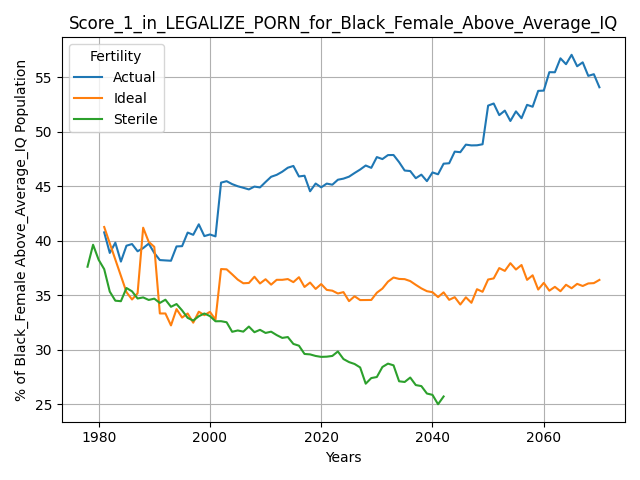 Score_1_in_LEGALIZE_PORN_for_Black_Female_Above_Average_IQ
% of Black_Female Above_Average_IQ Population
Fertility
Actual
Ideal
Sterile
55
50
45
40
35
30
25
1980 2000 2020 2040 2060
Years